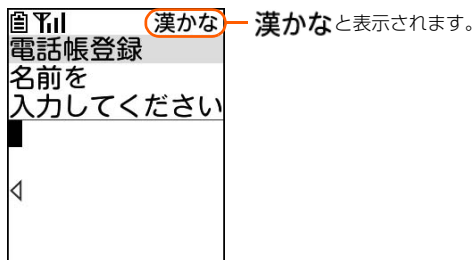 漢かな
漢かなと表示されます。
電話帳登録
名前を
入力してください